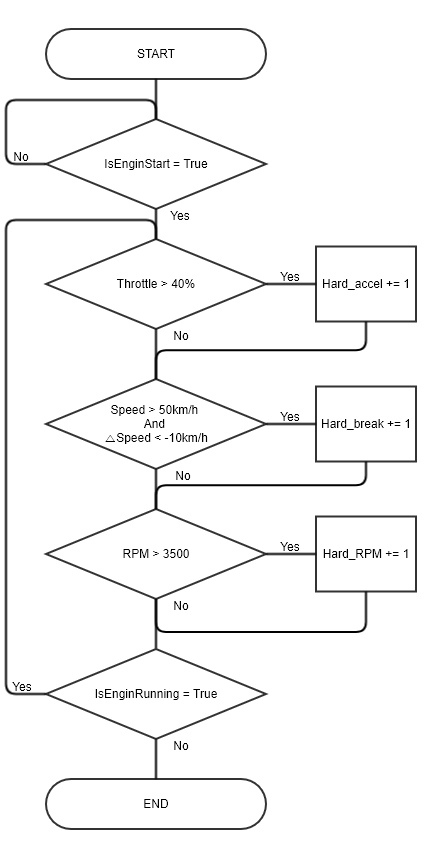 START
IsEnginStart = True
No
Yes
Throttle > 40%
Yes
Hard_accel += 1
No
Speed > 50km/h
And
△Speed < -10km/h
Yes
Hard_break += 1
No
RPM > 3500
Yes
Hard_RPM += 1
No
IsEnginRunning = True
Yes
No
END